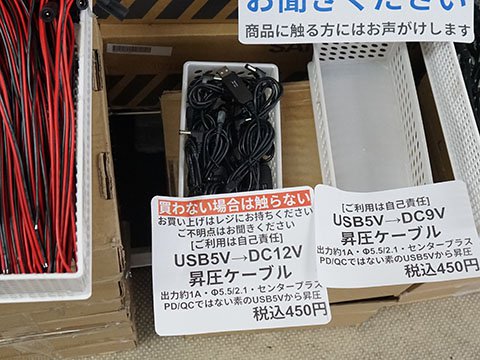 お聞きください
商品に触る方にはお声がけします
買わない場合は触らない
お買い上げはレジにお持ちください
ご不明点はお聞きください
[ご利用は自己責任]
USB5V→DC12V
昇圧ケーブル
出力約1A・Φ5.5/2.1・センタープラス
PD/QCではない素のUSB5Vから昇圧
税込450円
[ご利用は自己責任]
USB5V→DC9V
昇圧ケーブル
出力約1A・Φ5.5/2.1・センタープラス
PD/QCではない素のUSB5Vから昇圧
税込450円